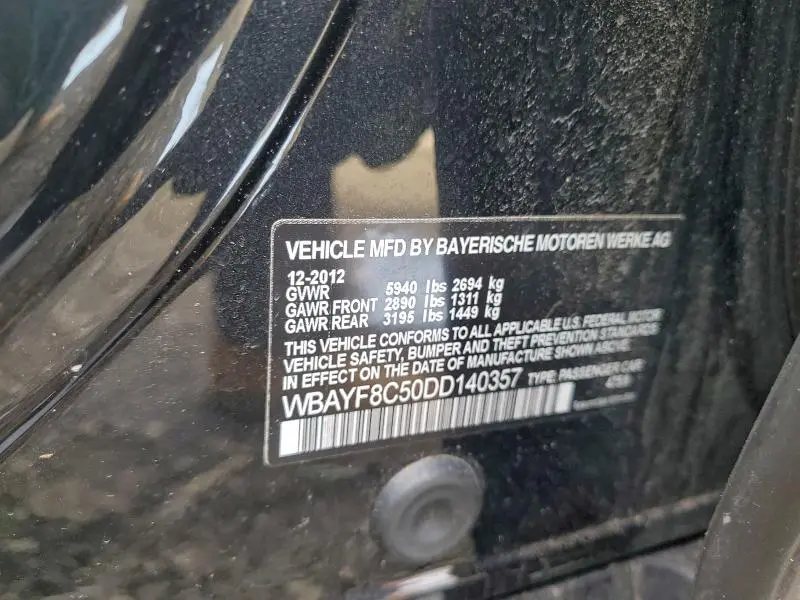 VEHICLE MFD BY BAYERISCHE MOTOREN WERKE AG
12-2012
GVWR 5940 lbs 2694 kg
GAWR FRONT 2890 lbs 1311 kg
GAWR REAR 3195 lbs 1449 kg
THIS VEHICLE CONFORMS TO ALL APPLICABLE U.S. FEDERAL MOTOR
VEHICLE SAFETY, BUMPER AND THEFT PREVENTION STANDARDS
IN EFFECT ON THE DATE OF MANUFACTURE SHOWN ABOVE.
WBAYF8C50DD140357 TYPE: PASSENGER CAR